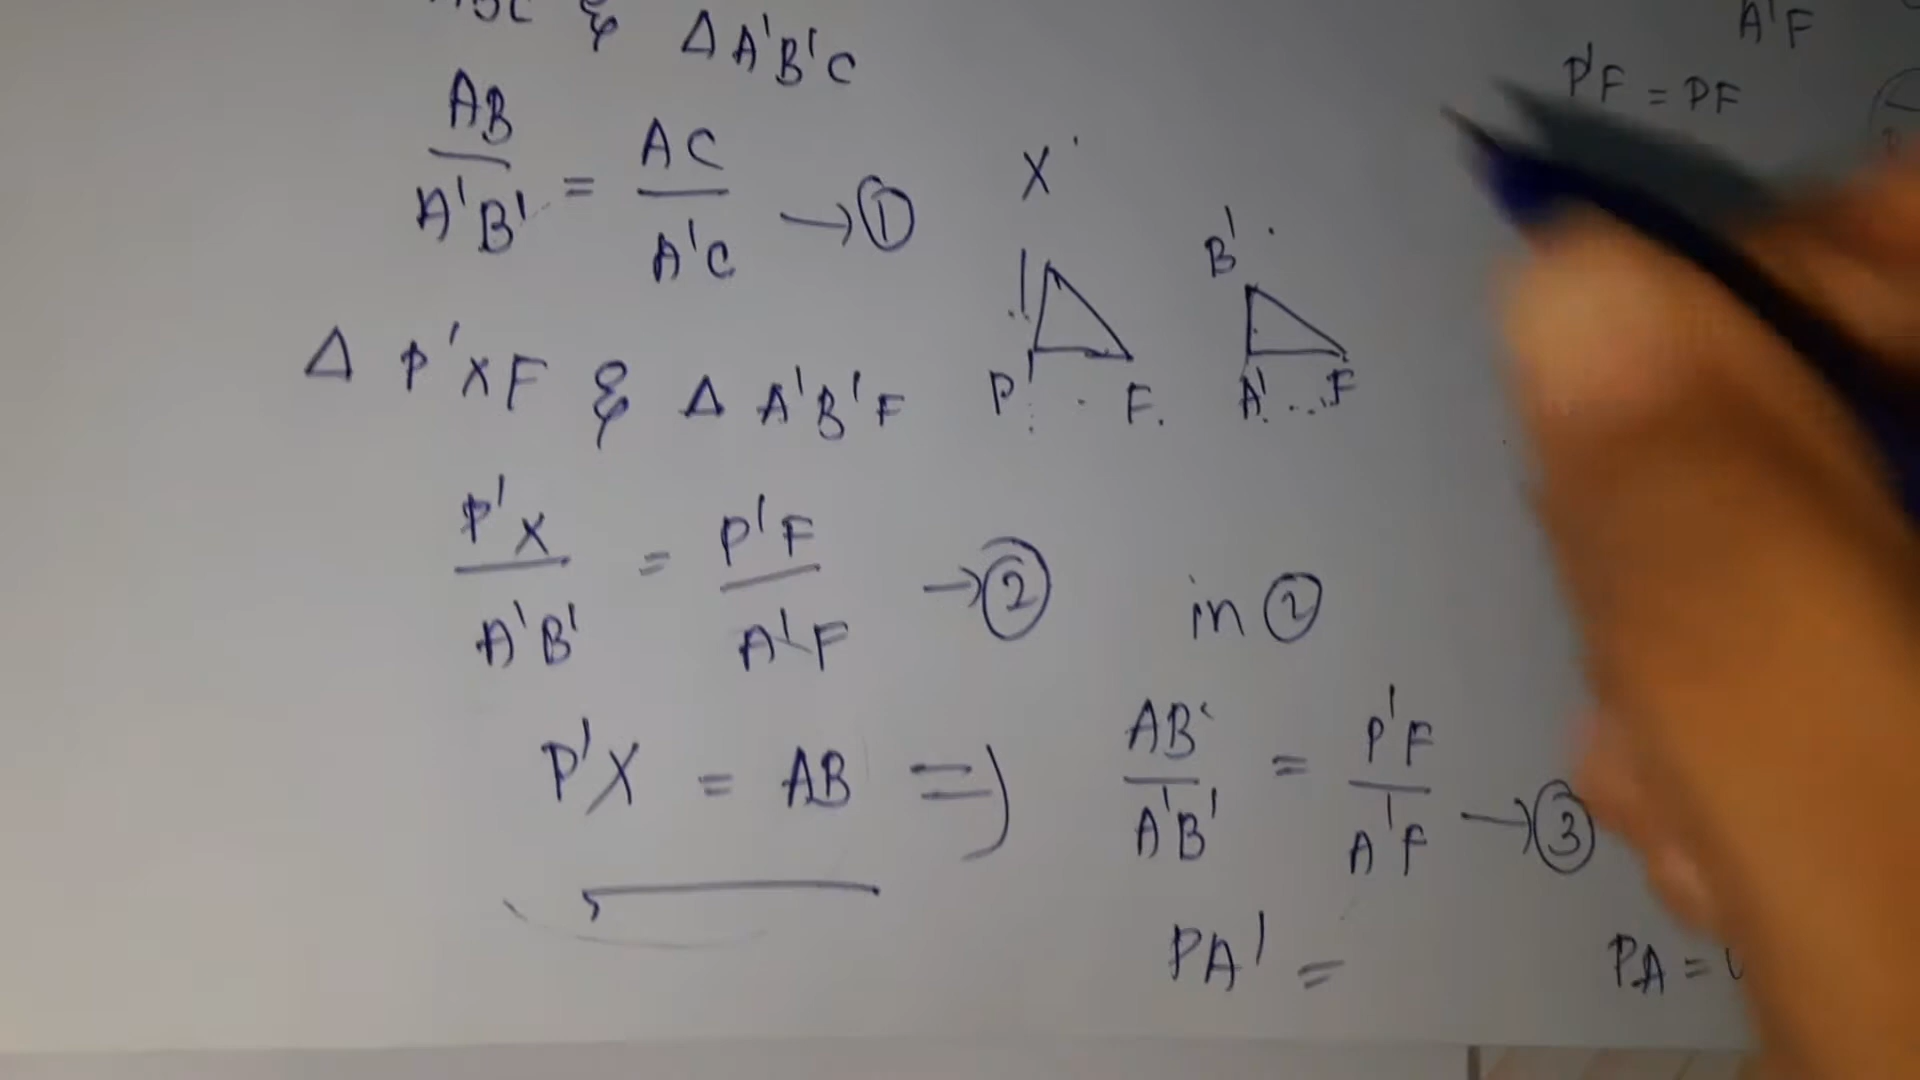 & Δ A'B'C
A'F
P'F = PF
AB/A'B' = AC/A'C → ①
X
B'
Δ P'XF & Δ A'B'F
P' F. A' F
P'X/A'B' = P'F/A'F → ②
in ②
P'X = AB ⇒ AB/A'B' = P'F/A'F → ③
PA' = PA =